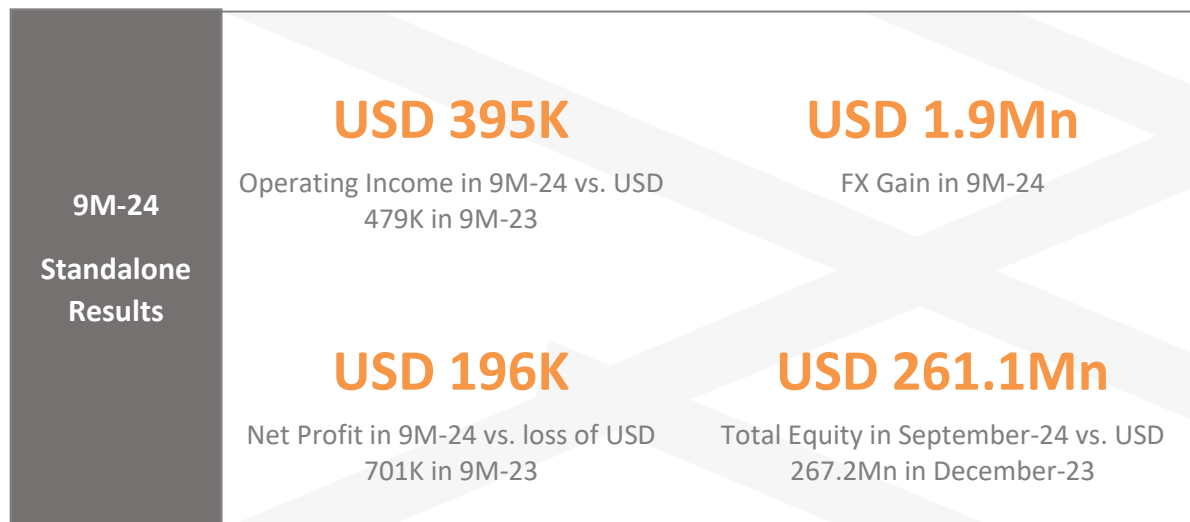 9M-24
Standalone
Results
USD 395K
Operating Income in 9M-24 vs. USD
479K in 9M-23
USD 1.9Mn
FX Gain in 9M-24
USD 196K
Net Profit in 9M-24 vs. loss of USD
701K in 9M-23
USD 261.1Mn
Total Equity in September-24 vs. USD
267.2Mn in December-23